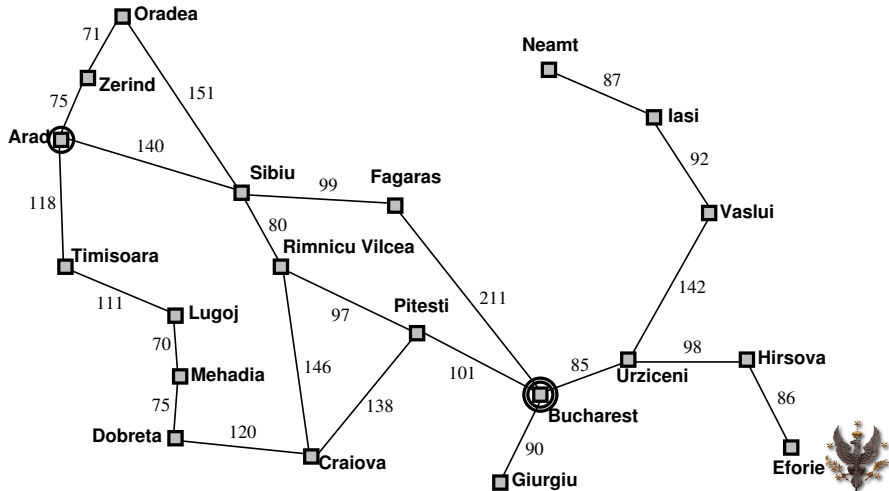 Oradea
71
Neamt
87
Zerind
151
75
Iasi
Arad
140
92
Sibiu
99
Fagaras
118
80
Vaslui
Rimnicu Vilcea
Timisoara
142
111
211
Pitesti
Lugoj
97
70
98
Hirsova
85
146
101
Urziceni
Mehadia
86
75
138
Bucharest
120
Dobreta
90
Craiova
Eforie
Giurgiu